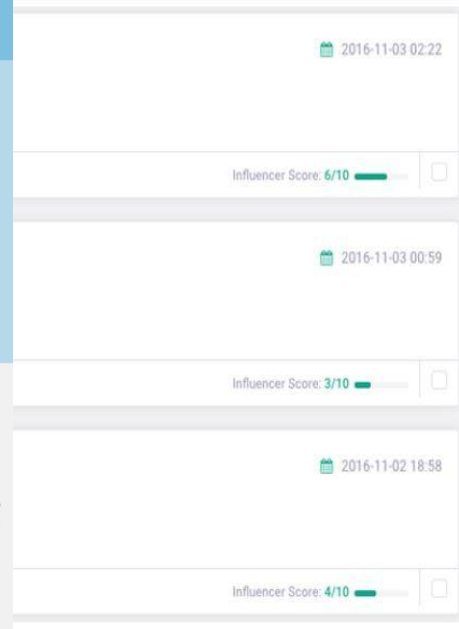 2016-11-03 02:22
Influencer Score: 6/10
2016-11-03 00:59
Influencer Score: 3/10
2016-11-02 18:58
Influencer Score: 4/10